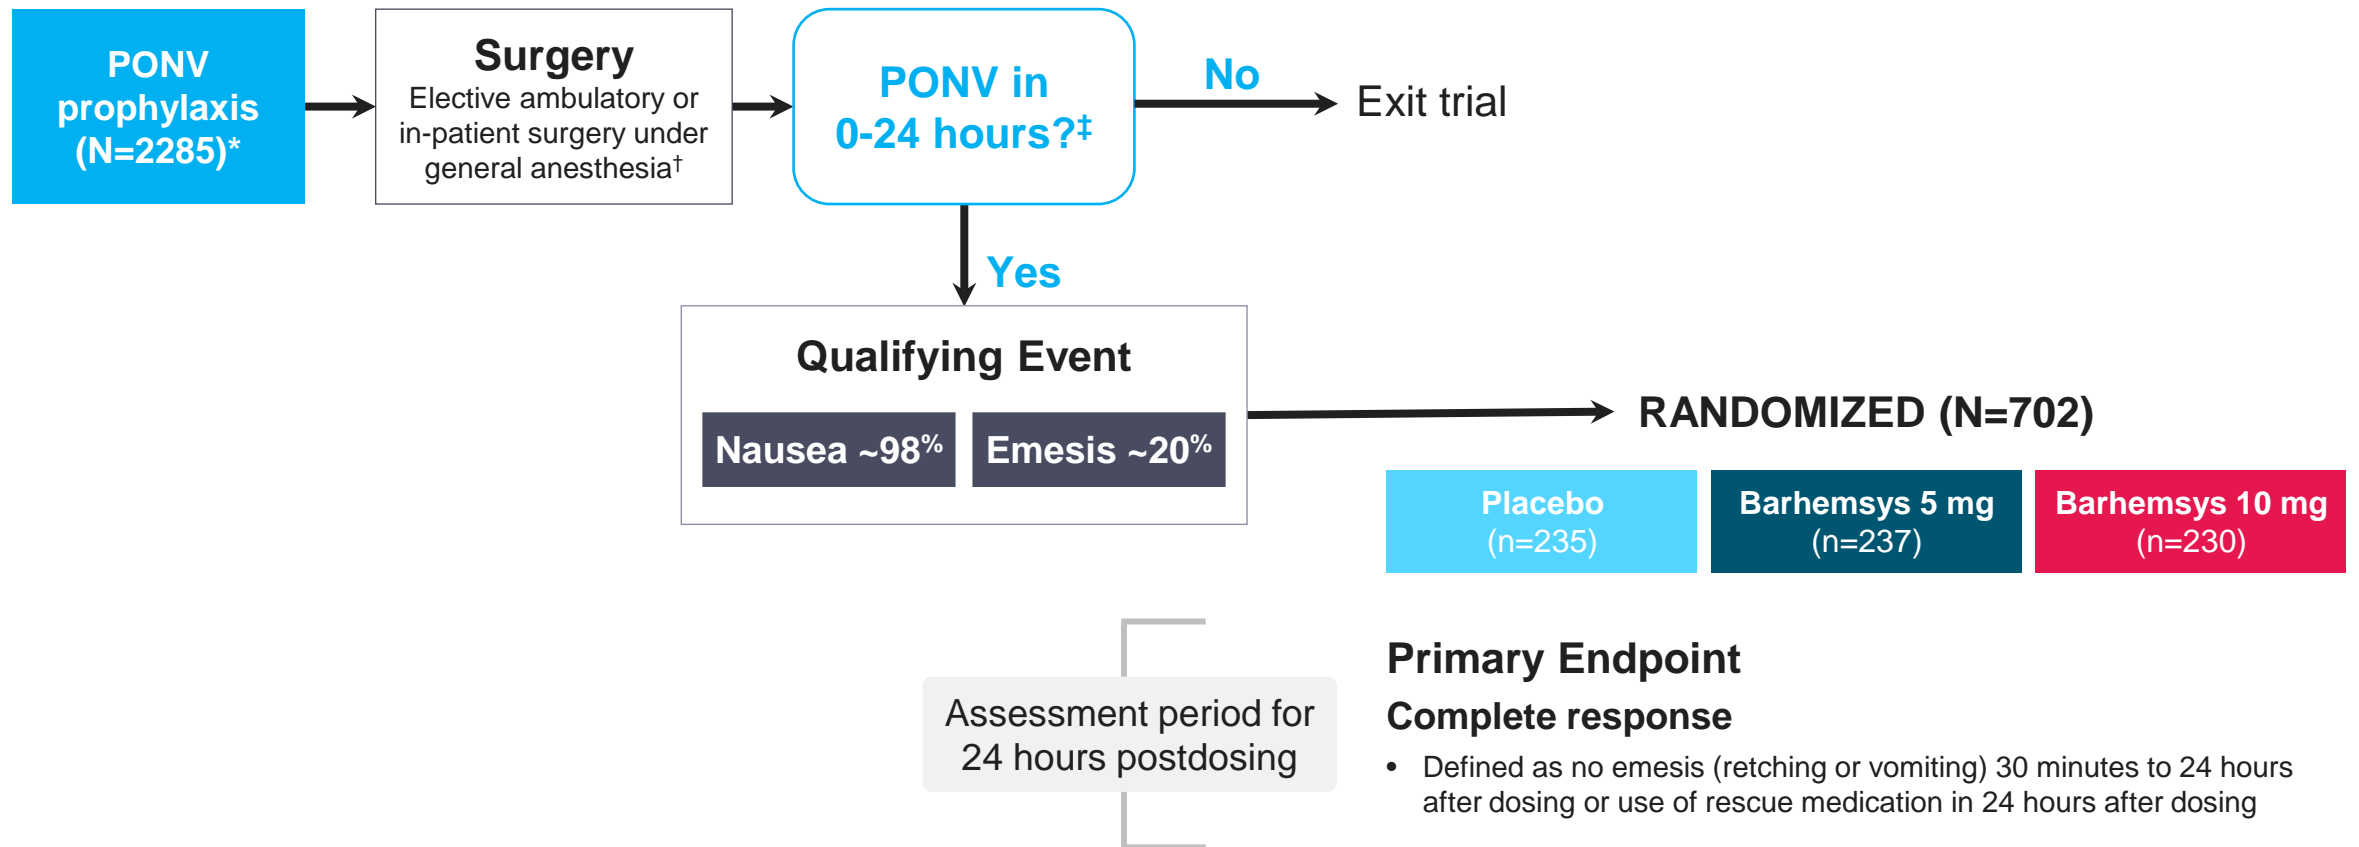 PONV
prophylaxis
(N=2285)*
Surgery
Elective ambulatory or
in-patient surgery under
general anesthesia†
PONV in
0-24 hours?‡
No
Exit trial
Yes
Qualifying Event
Nausea ~98%
Emesis ~20%
RANDOMIZED (N=702)
Placebo
(n=235)
Barhemsys 5 mg
(n=237)
Barhemsys 10 mg
(n=230)
Assessment period for
24 hours postdosing
Primary Endpoint
Complete response
• Defined as no emesis (retching or vomiting) 30 minutes to 24 hours
after dosing or use of rescue medication in 24 hours after dosing